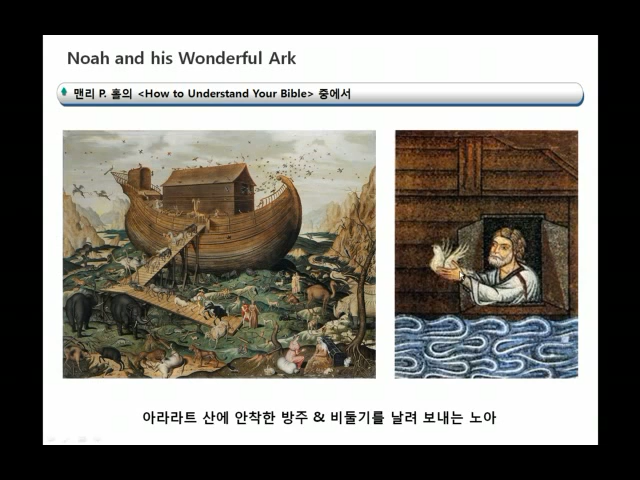 Noah and his Wonderful Ark
맨리 P. 홀의 <How to Understand Your Bible> 중에서
아라라트 산에 안착한 방주 & 비둘기를 날려 보내는 노아